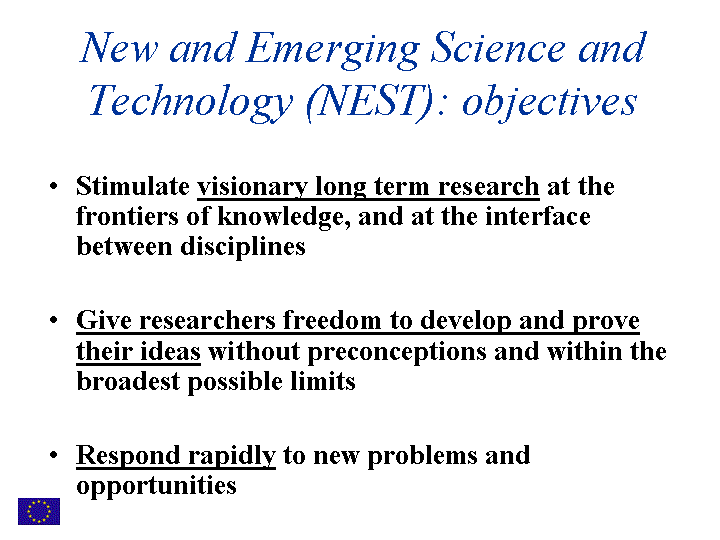 New and Emerging Science and
Technology (NEST): objectives
• Stimulate visionary long term research at the
frontiers of knowledge, and at the interface
between disciplines
• Give researchers freedom to develop and prove
their ideas without preconceptions and within the
broadest possible limits
• Respond rapidly to new problems and
opportunities